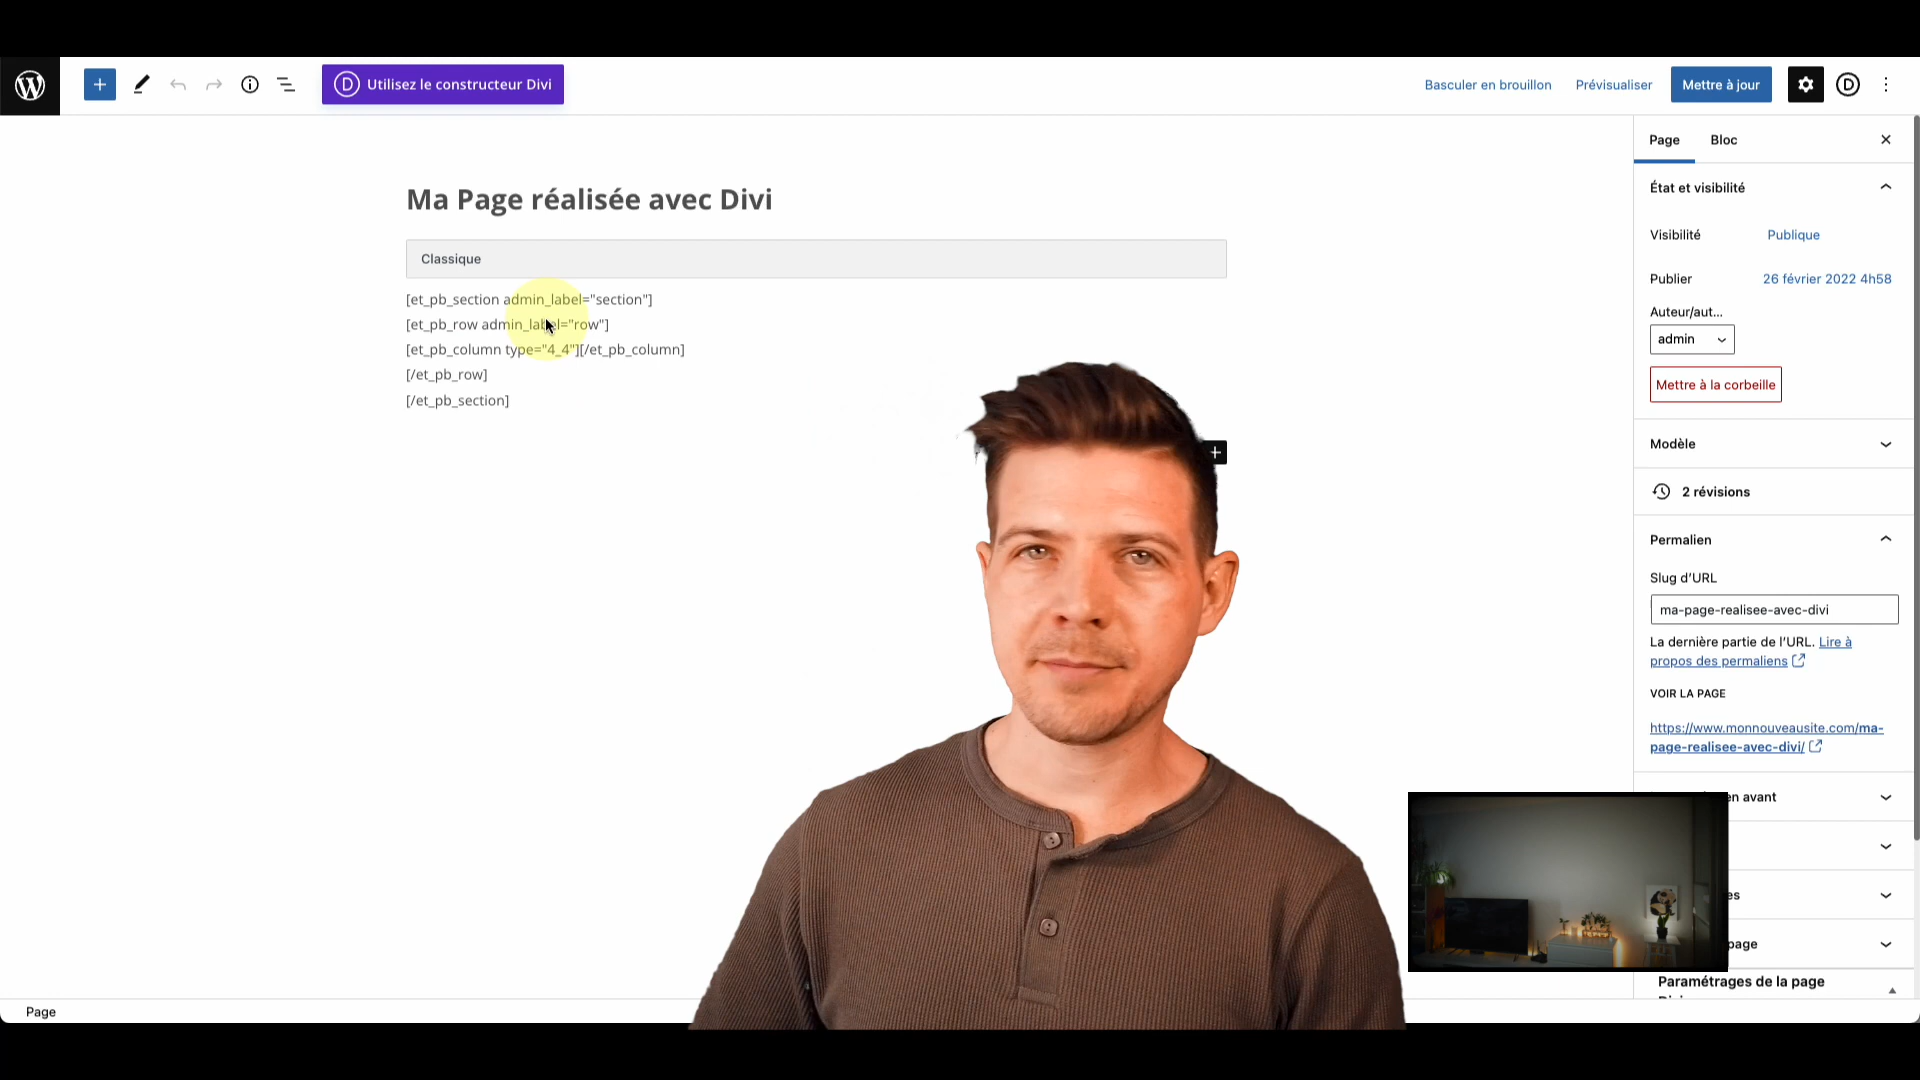 Utilisez le constructeur Divi
Basculer en brouillon
Prévisualiser
Mettre à jour
Ma Page réalisée avec Divi
Classique
[et_pb_section admin_label="section"]
[et_pb_row admin_label="row"]
[et_pb_column type="4_4"][/et_pb_column]
[/et_pb_row]
[/et_pb_section]
Page
Bloc
État et visibilité
Visibilité
Publique
Publier
26 février 2022 4h58
Auteur/aut...
admin
Mettre à la corbeille
Modèle
2 révisions
Permalien
Slug d’URL
ma-page-realisee-avec-divi
La dernière partie de l’URL. Lire à
propos des permaliens
VOIR LA PAGE
https://www.monnouveausite.com/ma-
page-realisee-avec-divi/
avant
page
Paramétrages de la page
Page